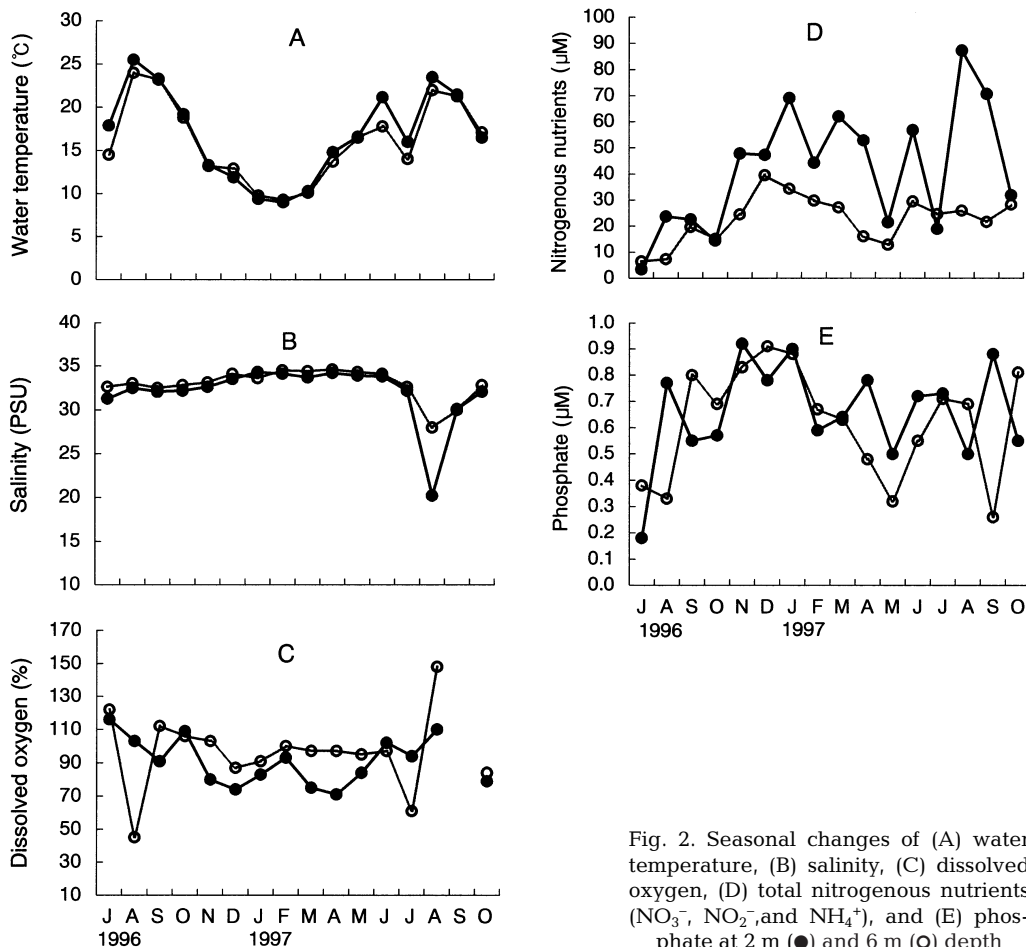 A
Water temperature (℃)
30
25
20
15
10
5
0
B
Salinity (PSU)
40
35
30
25
20
15
10
C
Dissolved oxygen (%)
170
150
130
110
90
70
50
30
10
J A S O N D J F M A M J J A S O
1996 1997
D
Nitrogenous nutrients (µM)
100
90
80
70
60
50
40
30
20
10
0
E
Phosphate (µM)
1.0
0.9
0.8
0.7
0.6
0.5
0.4
0.3
0.2
0.1
0.0
J A S O N D J F M A M J J A S O
1996 1997
Fig. 2. Seasonal changes of (A) water
temperature, (B) salinity, (C) dissolved
oxygen, (D) total nitrogenous nutrients
(NO₃⁻, NO₂⁻,and NH₄⁺), and (E) phos-
phate at 2 m (●) and 6 m (○) depth